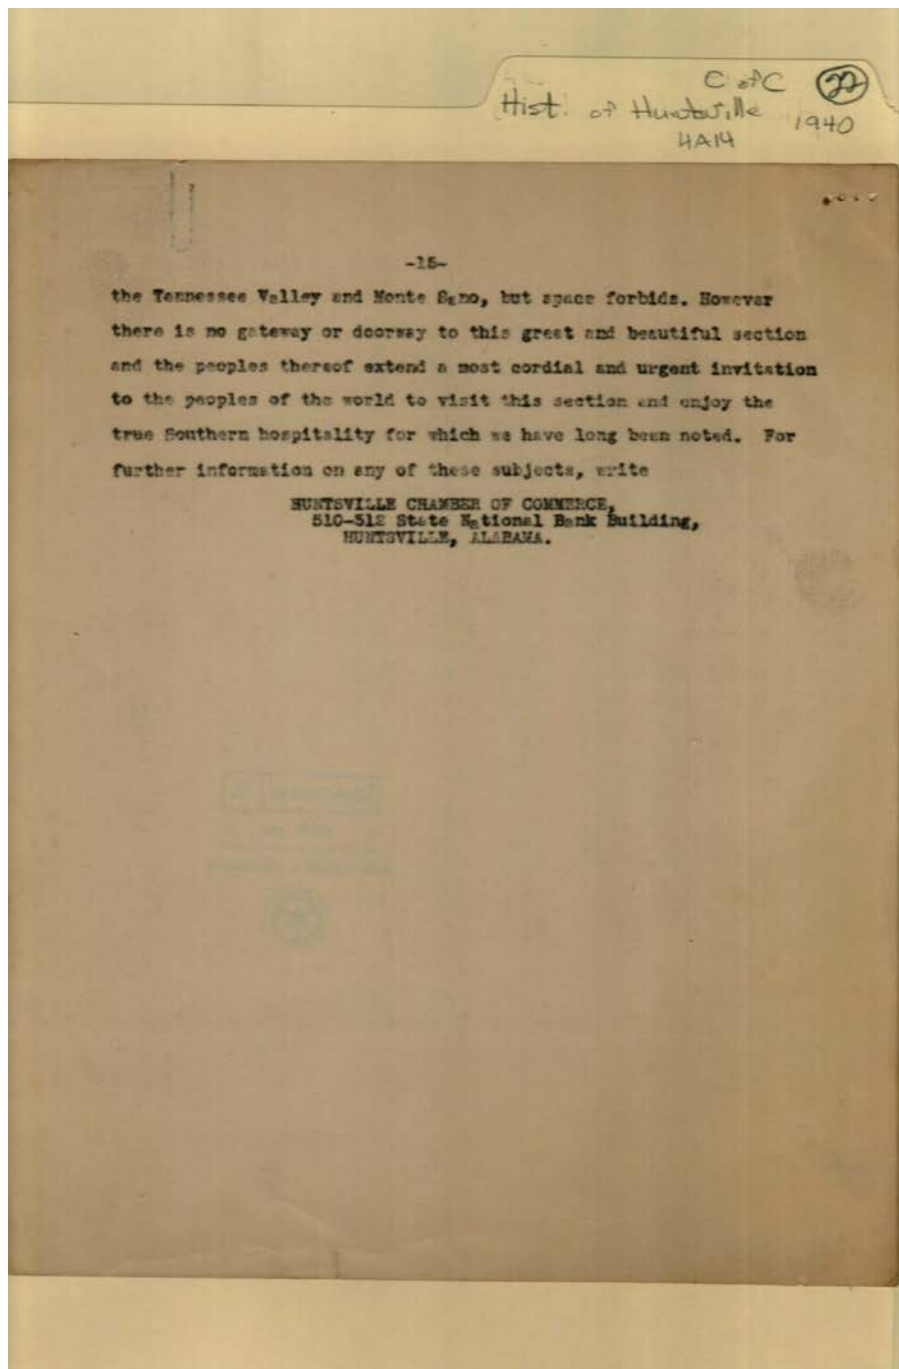 C of C 22
Hist. of Huntsville 1940
4A14
-15-
the Tennessee Valley and Monte Sano, but space forbids. However
there is no gateway or doorway to this great and beautiful section
and the peoples thereof extend a most cordial and urgent invitation
to the peoples of the world to visit this section and enjoy the
true Southern hospitality for which we have long been noted. For
further information on any of these subjects, write
HUNTSVILLE CHAMBER OF COMMERCE,
510-512 State National Bank Building,
HUNTSVILLE, ALABAMA.